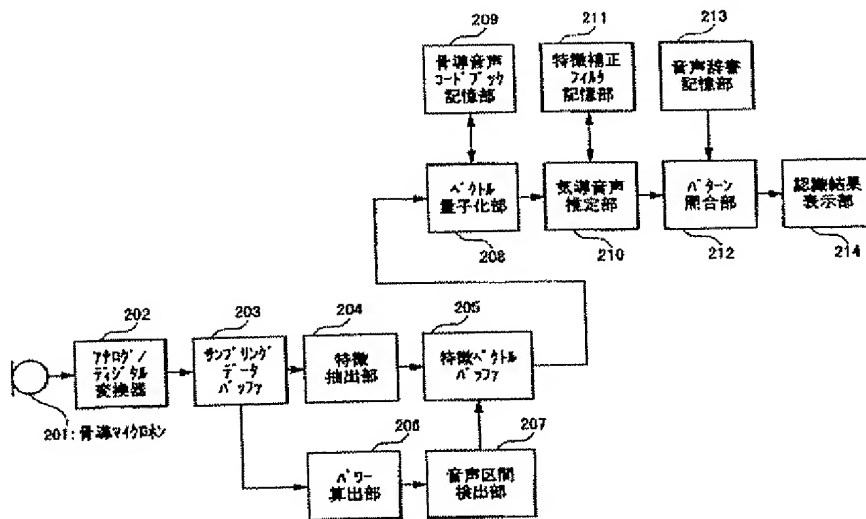 209
211
213
骨導音声
コードブック
記憶部
特徴補正
フィルタ
記憶部
音声辞書
記憶部
ベクトル
量子化部
気導音声
推定部
パターン
照合部
認識結果
表示部
208
210
212
214
202
203
204
205
アナログ/
ディジタル
変換器
サンプリング
データ
バッファ
特徴
抽出部
特徴ベクトル
バッファ
201:骨導マイクロホン
206
207
パワー
算出部
音声区間
検出部